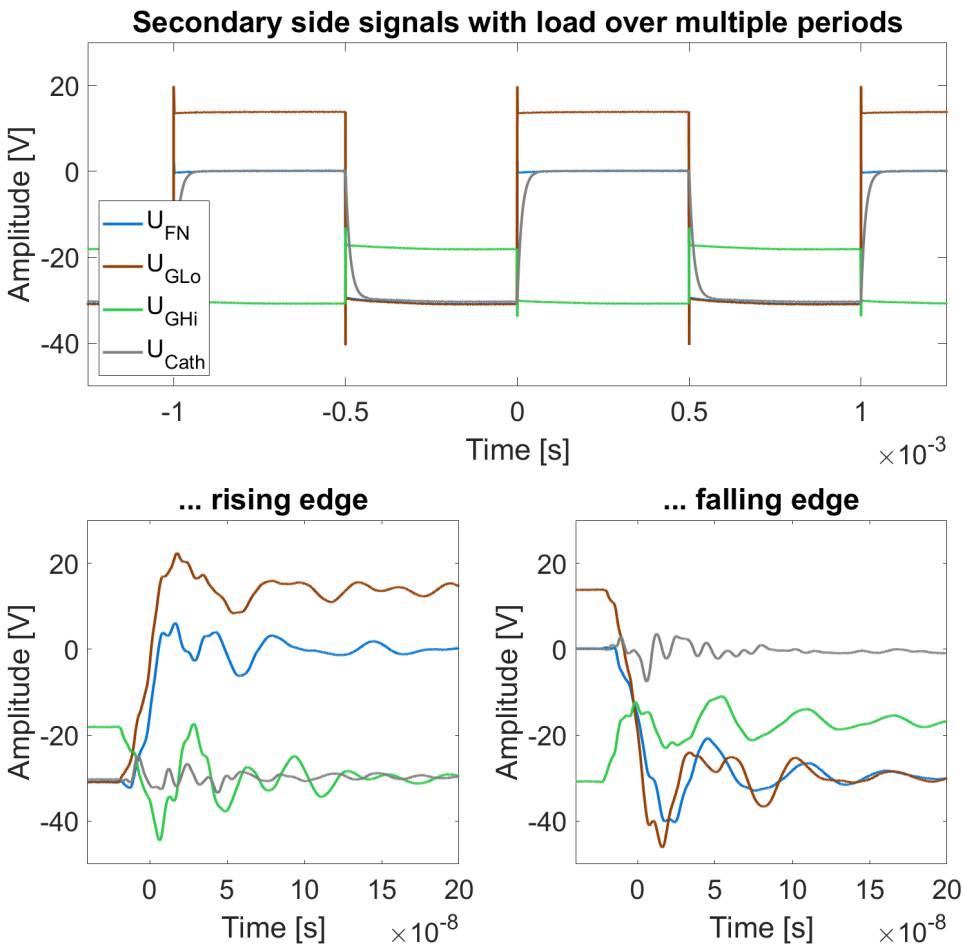 Secondary side signals with load over multiple periods
Amplitude [V]
20
0
-20
-40
U_FN
U_GLo
U_GHi
U_Cath
-1
-0.5
0
0.5
1
Time [s]
×10^-3
... rising edge
Amplitude [V]
20
0
-20
-40
0
5
10
15
20
Time [s]
×10^-8
... falling edge
Amplitude [V]
20
0
-20
-40
0
5
10
15
20
Time [s]
×10^-8